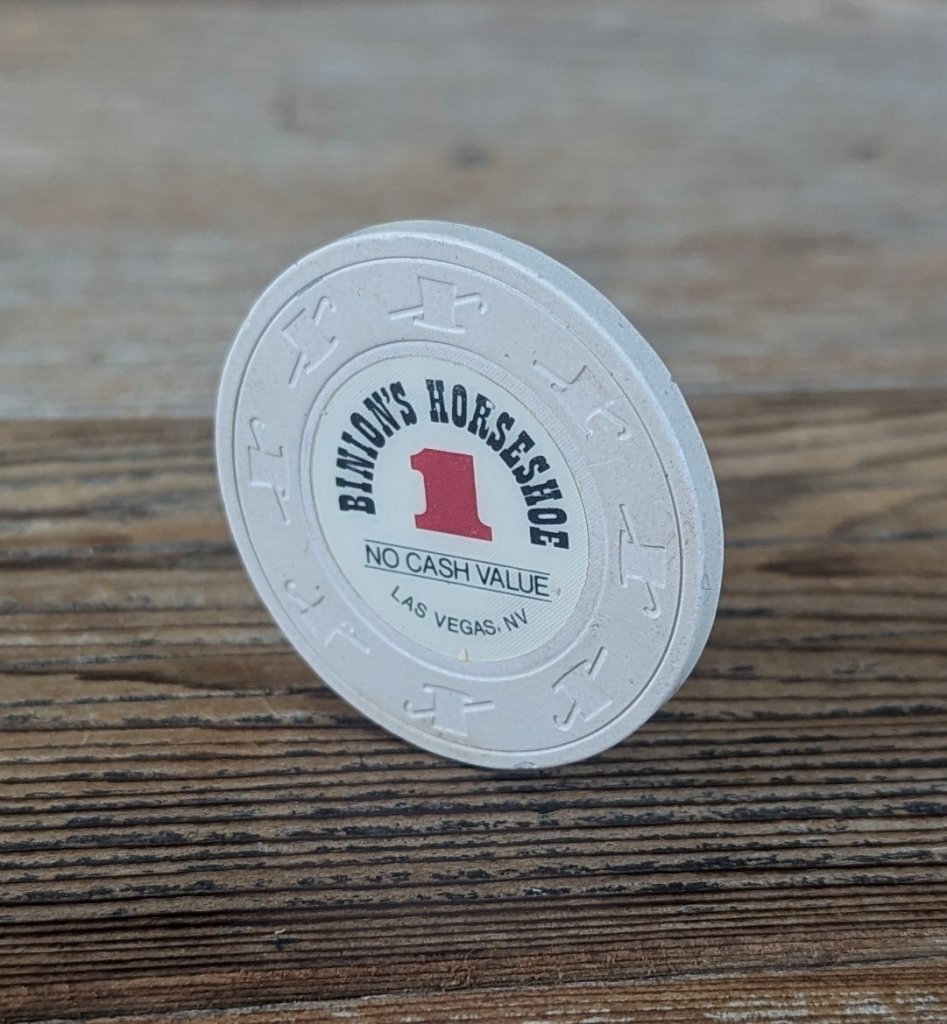 BINION'S HORSESHOE
1
NO CASH VALUE
LAS VEGAS, NV